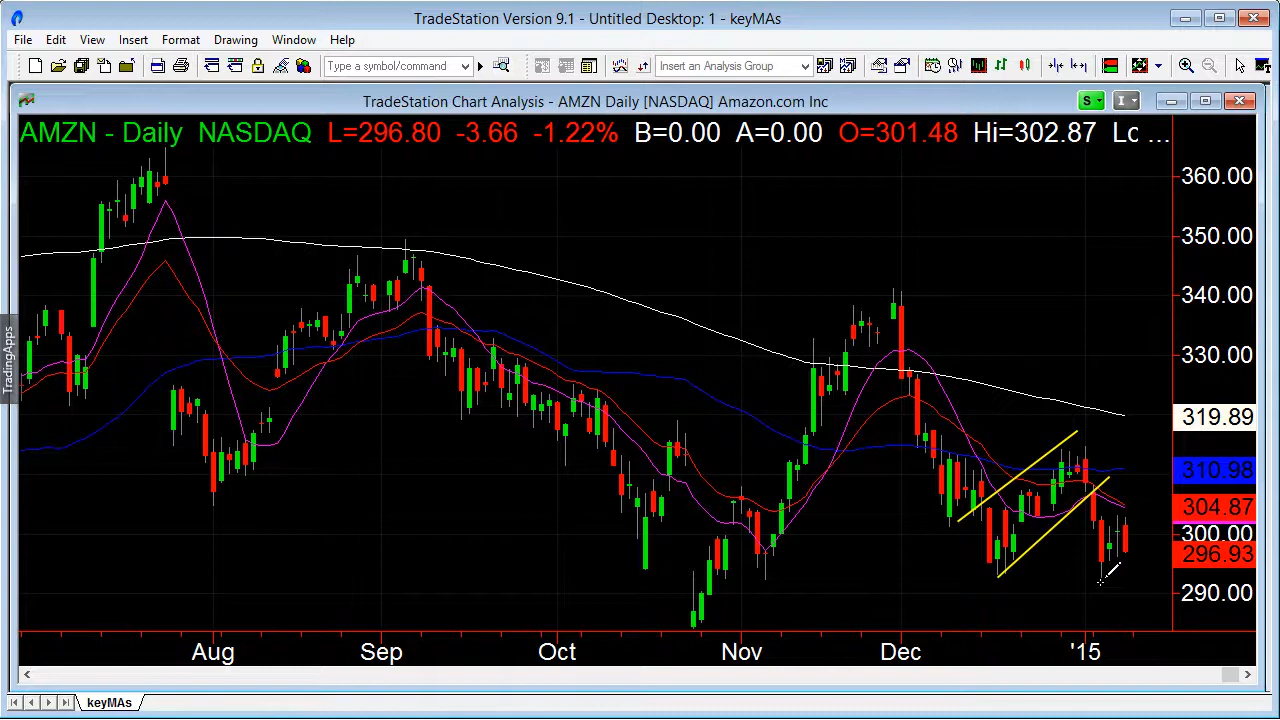 TradeStation Version 9.1 - Untitled Desktop: 1 - keyMAs
File Edit View Insert Format Drawing Window Help
Type a symbol/command Insert an Analysis Group
TradeStation Chart Analysis - AMZN Daily [NASDAQ] Amazon.com Inc
S I
AMZN - Daily NASDAQ L=296.80 -3.66 -1.22% B=0.00 A=0.00 O=301.48 Hi=302.87 Lo ...
360.00
350.00
340.00
330.00
TradingApps
319.89
310.98
304.87
300.00
296.93
290.00
Aug Sep Oct Nov Dec '15
keyMAs